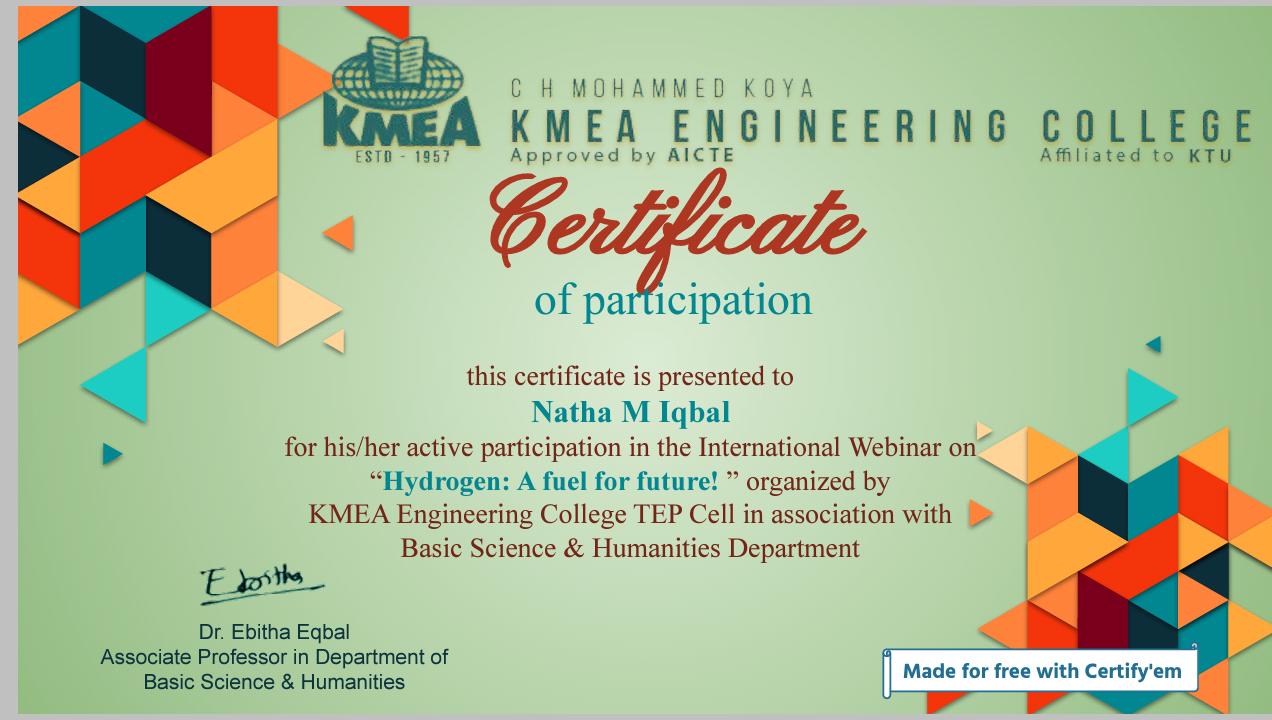 C H MOHAMMED KOYA
KMEA
KMEA ENGINEERING COLLEGE
ESTD - 1957
Approved by AICTE
Affiliated to KTU
Certificate
of participation
this certificate is presented to
Natha M Iqbal
for his/her active participation in the International Webinar on
“Hydrogen: A fuel for future! ” organized by
KMEA Engineering College TEP Cell in association with
Basic Science & Humanities Department
Ebitha
Dr. Ebitha Eqbal
Associate Professor in Department of
Basic Science & Humanities
Made for free with Certify'em